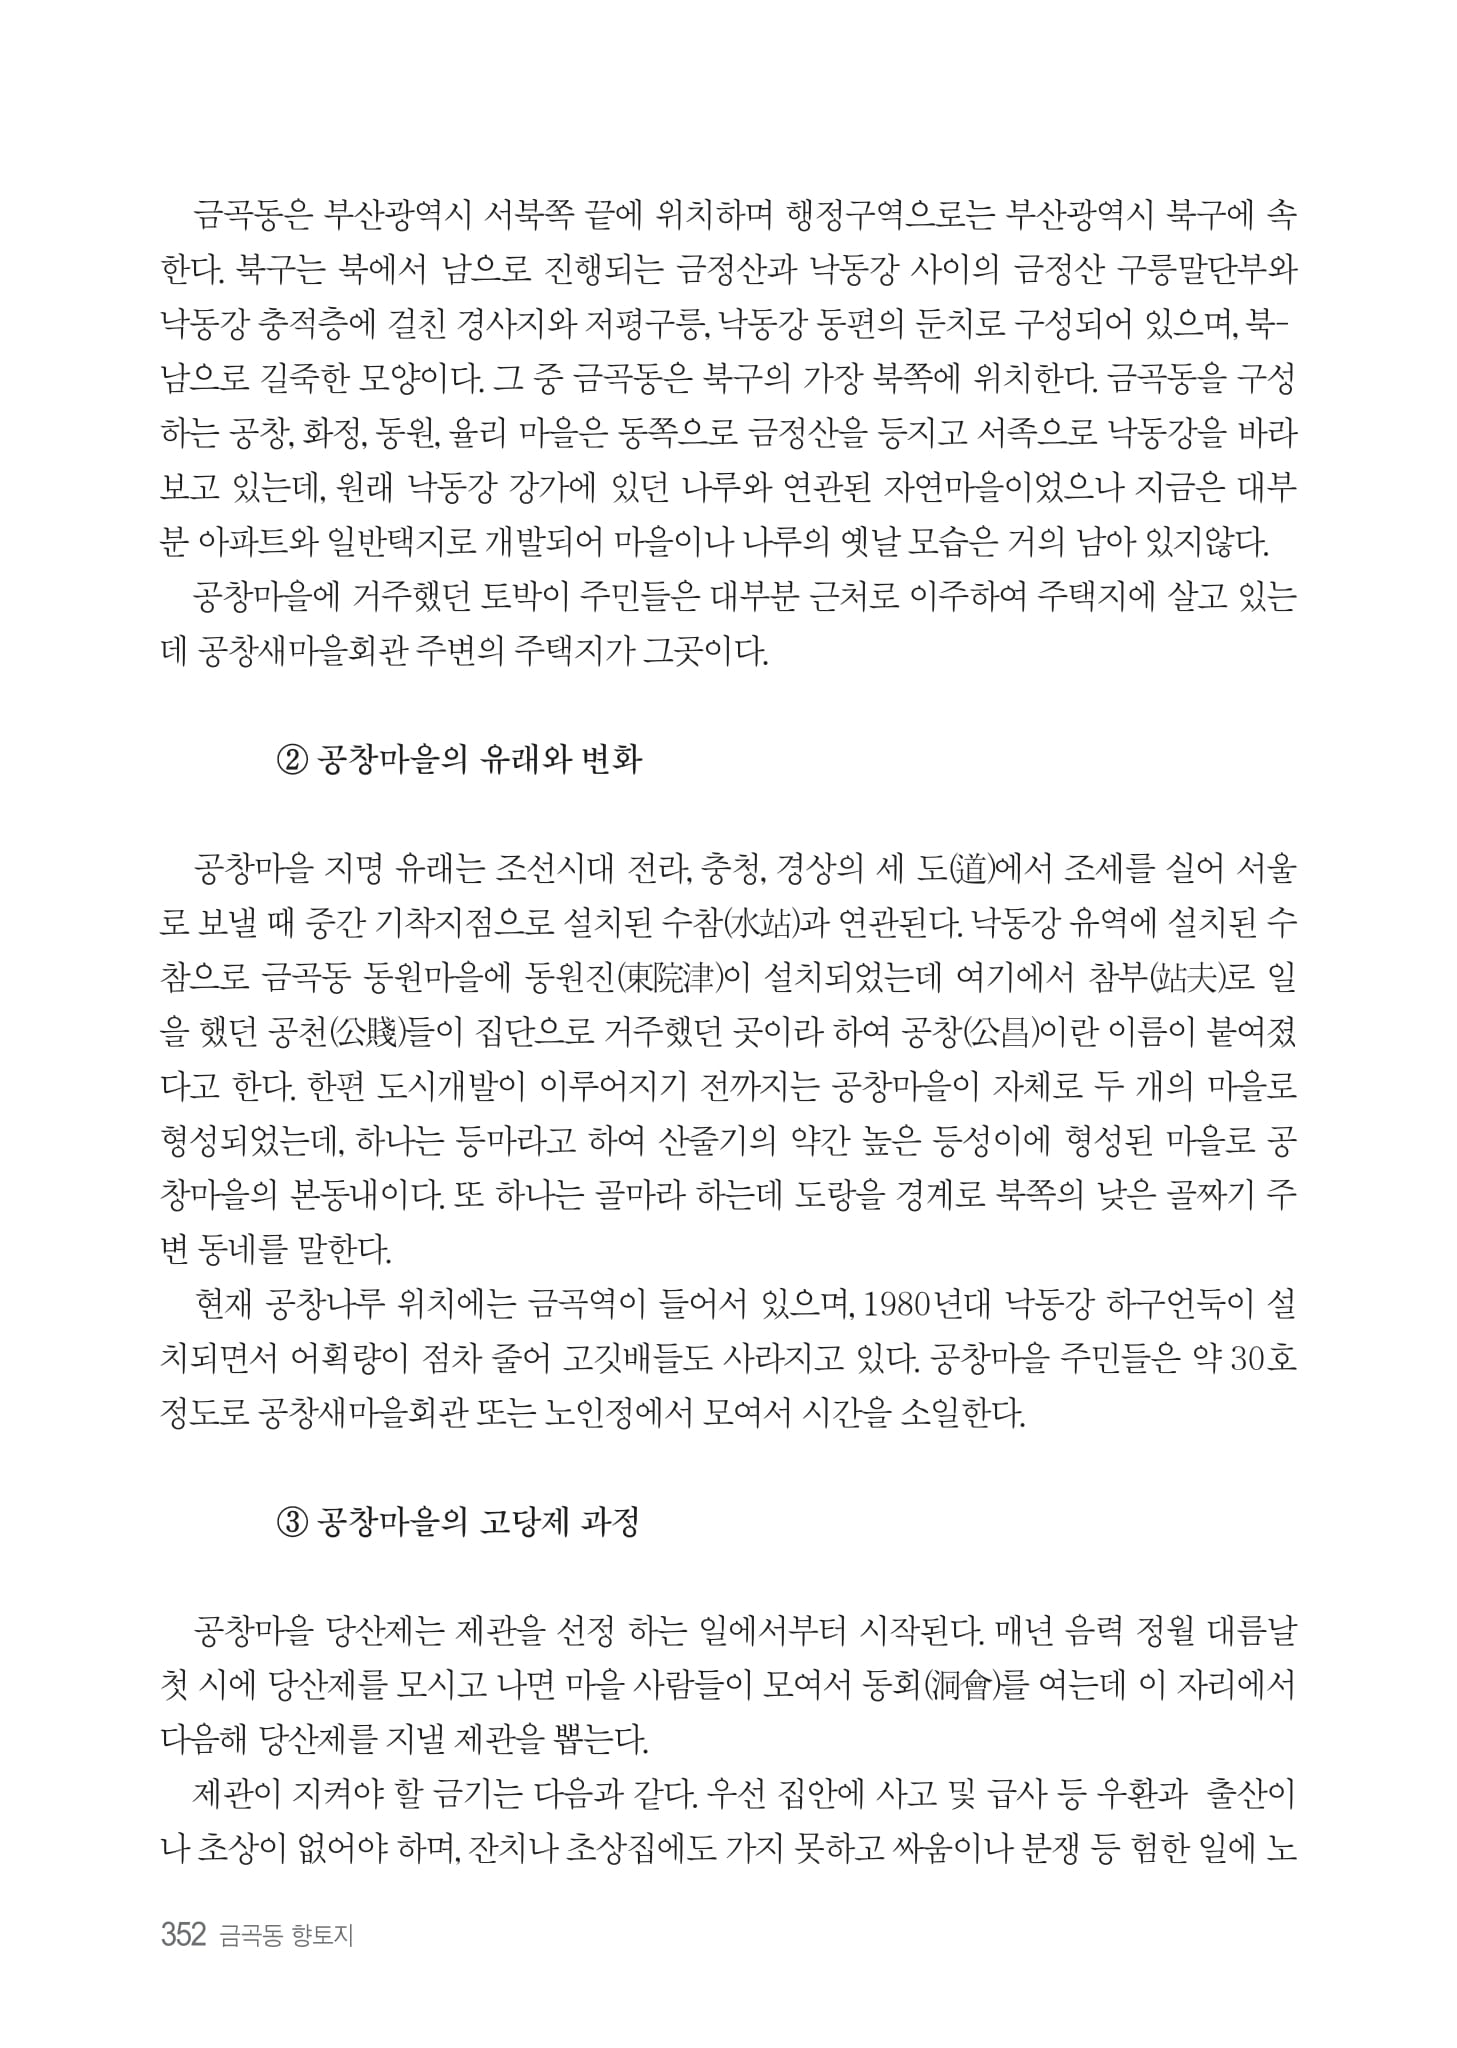 금곡동은 부산광역시 서북쪽 끝에 위치하며 행정구역으로는 부산광역시 북구에 속
한다. 북구는 북에서 남으로 진행되는 금정산과 낙동강 사이의 금정산 구릉말단부와
낙동강 충적층에 걸친 경사지와 저평구릉, 낙동강 동편의 둔치로 구성되어 있으며, 북-
남으로 길죽한 모양이다. 그 중 금곡동은 북구의 가장 북쪽에 위치한다. 금곡동을 구성
하는 공창, 화정, 동원, 율리 마을은 동쪽으로 금정산을 등지고 서족으로 낙동강을 바라
보고 있는데, 원래 낙동강 강가에 있던 나루와 연관된 자연마을이었으나 지금은 대부
분 아파트와 일반택지로 개발되어 마을이나 나루의 옛날 모습은 거의 남아 있지않다.
공창마을에 거주했던 토박이 주민들은 대부분 근처로 이주하여 주택지에 살고 있는
데 공창새마을회관 주변의 주택지가 그곳이다.
② 공창마을의 유래와 변화
공창마을 지명 유래는 조선시대 전라, 충청, 경상의 세 도(道)에서 조세를 실어 서울
로 보낼 때 중간 기착지점으로 설치된 수참(水站)과 연관된다. 낙동강 유역에 설치된 수
참으로 금곡동 동원마을에 동원진(東院津)이 설치되었는데 여기에서 참부(站夫)로 일
을 했던 공천(公賤)들이 집단으로 거주했던 곳이라 하여 공창(公昌)이란 이름이 붙여졌
다고 한다. 한편 도시개발이 이루어지기 전까지는 공창마을이 자체로 두 개의 마을로
형성되었는데, 하나는 등마라고 하여 산줄기의 약간 높은 등성이에 형성된 마을로 공
창마을의 본동내이다. 또 하나는 골마라 하는데 도랑을 경계로 북쪽의 낮은 골짜기 주
변 동네를 말한다.
현재 공창나루 위치에는 금곡역이 들어서 있으며, 1980년대 낙동강 하구언둑이 설
치되면서 어획량이 점차 줄어 고깃배들도 사라지고 있다. 공창마을 주민들은 약 30호
정도로 공창새마을회관 또는 노인정에서 모여서 시간을 소일한다.
③ 공창마을의 고당제 과정
공창마을 당산제는 제관을 선정 하는 일에서부터 시작된다. 매년 음력 정월 대름날
첫 시에 당산제를 모시고 나면 마을 사람들이 모여서 동회(洞會)를 여는데 이 자리에서
다음해 당산제를 지낼 제관을 뽑는다.
제관이 지켜야 할 금기는 다음과 같다. 우선 집안에 사고 및 급사 등 우환과 출산이
나 초상이 없어야 하며, 잔치나 초상집에도 가지 못하고 싸움이나 분쟁 등 험한 일에 노
352 금곡동 향토지